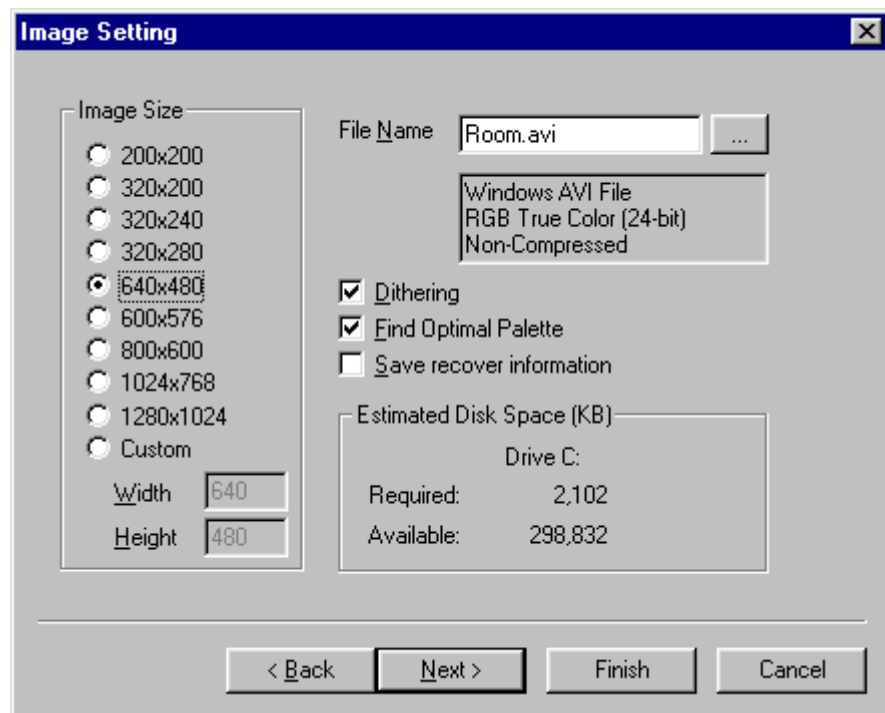 Image Setting
Image Size
200x200
320x200
320x240
320x280
640x480
600x576
800x600
1024x768
1280x1024
Custom
Width 640
Height 480
File Name Room.avi ...
Windows AVI File
RGB True Color (24-bit)
Non-Compressed
Dithering
Find Optimal Palette
Save recover information
Estimated Disk Space (KB)
Drive C:
Required: 2,102
Available: 298,832
< Back Next > Finish Cancel